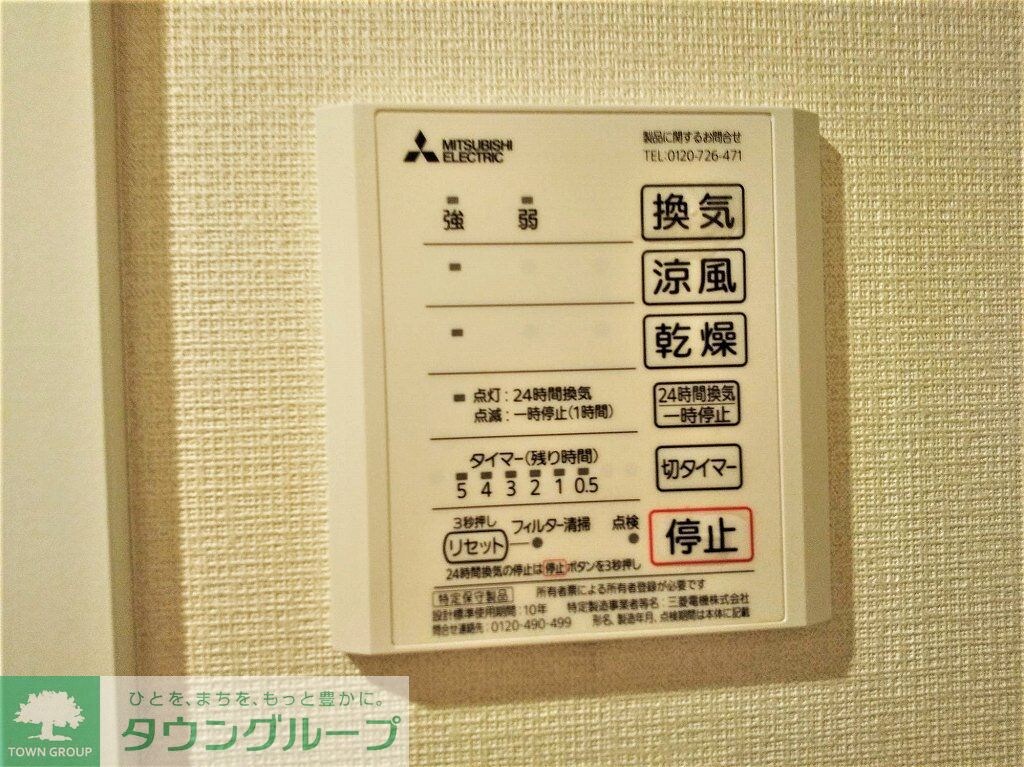 MITSUBISHI
ELECTRIC
製品に関するお問合せ
TEL:0120-726-471
強 弱 換気
涼風
乾燥
点灯:24時間換気
点滅:一時停止(1時間)
24時間換気
一時停止
タイマー(残り時間)
5 4 3 2 1 0.5
切タイマー
3秒押し
リセット フィルター清掃 点検
停止
24時間換気の停止は停止ボタンを3秒押し
特定保守製品 所有者票による所有者登録が必要です
設計標準使用期間:10年 特定製造事業者等名:三菱電機株式会社
問合せ連絡先:0120-490-499 形名、製造年月、点検期間は本体に記載
ひとを、まちを、もっと豊かに。
タウングループ
TOWN GROUP